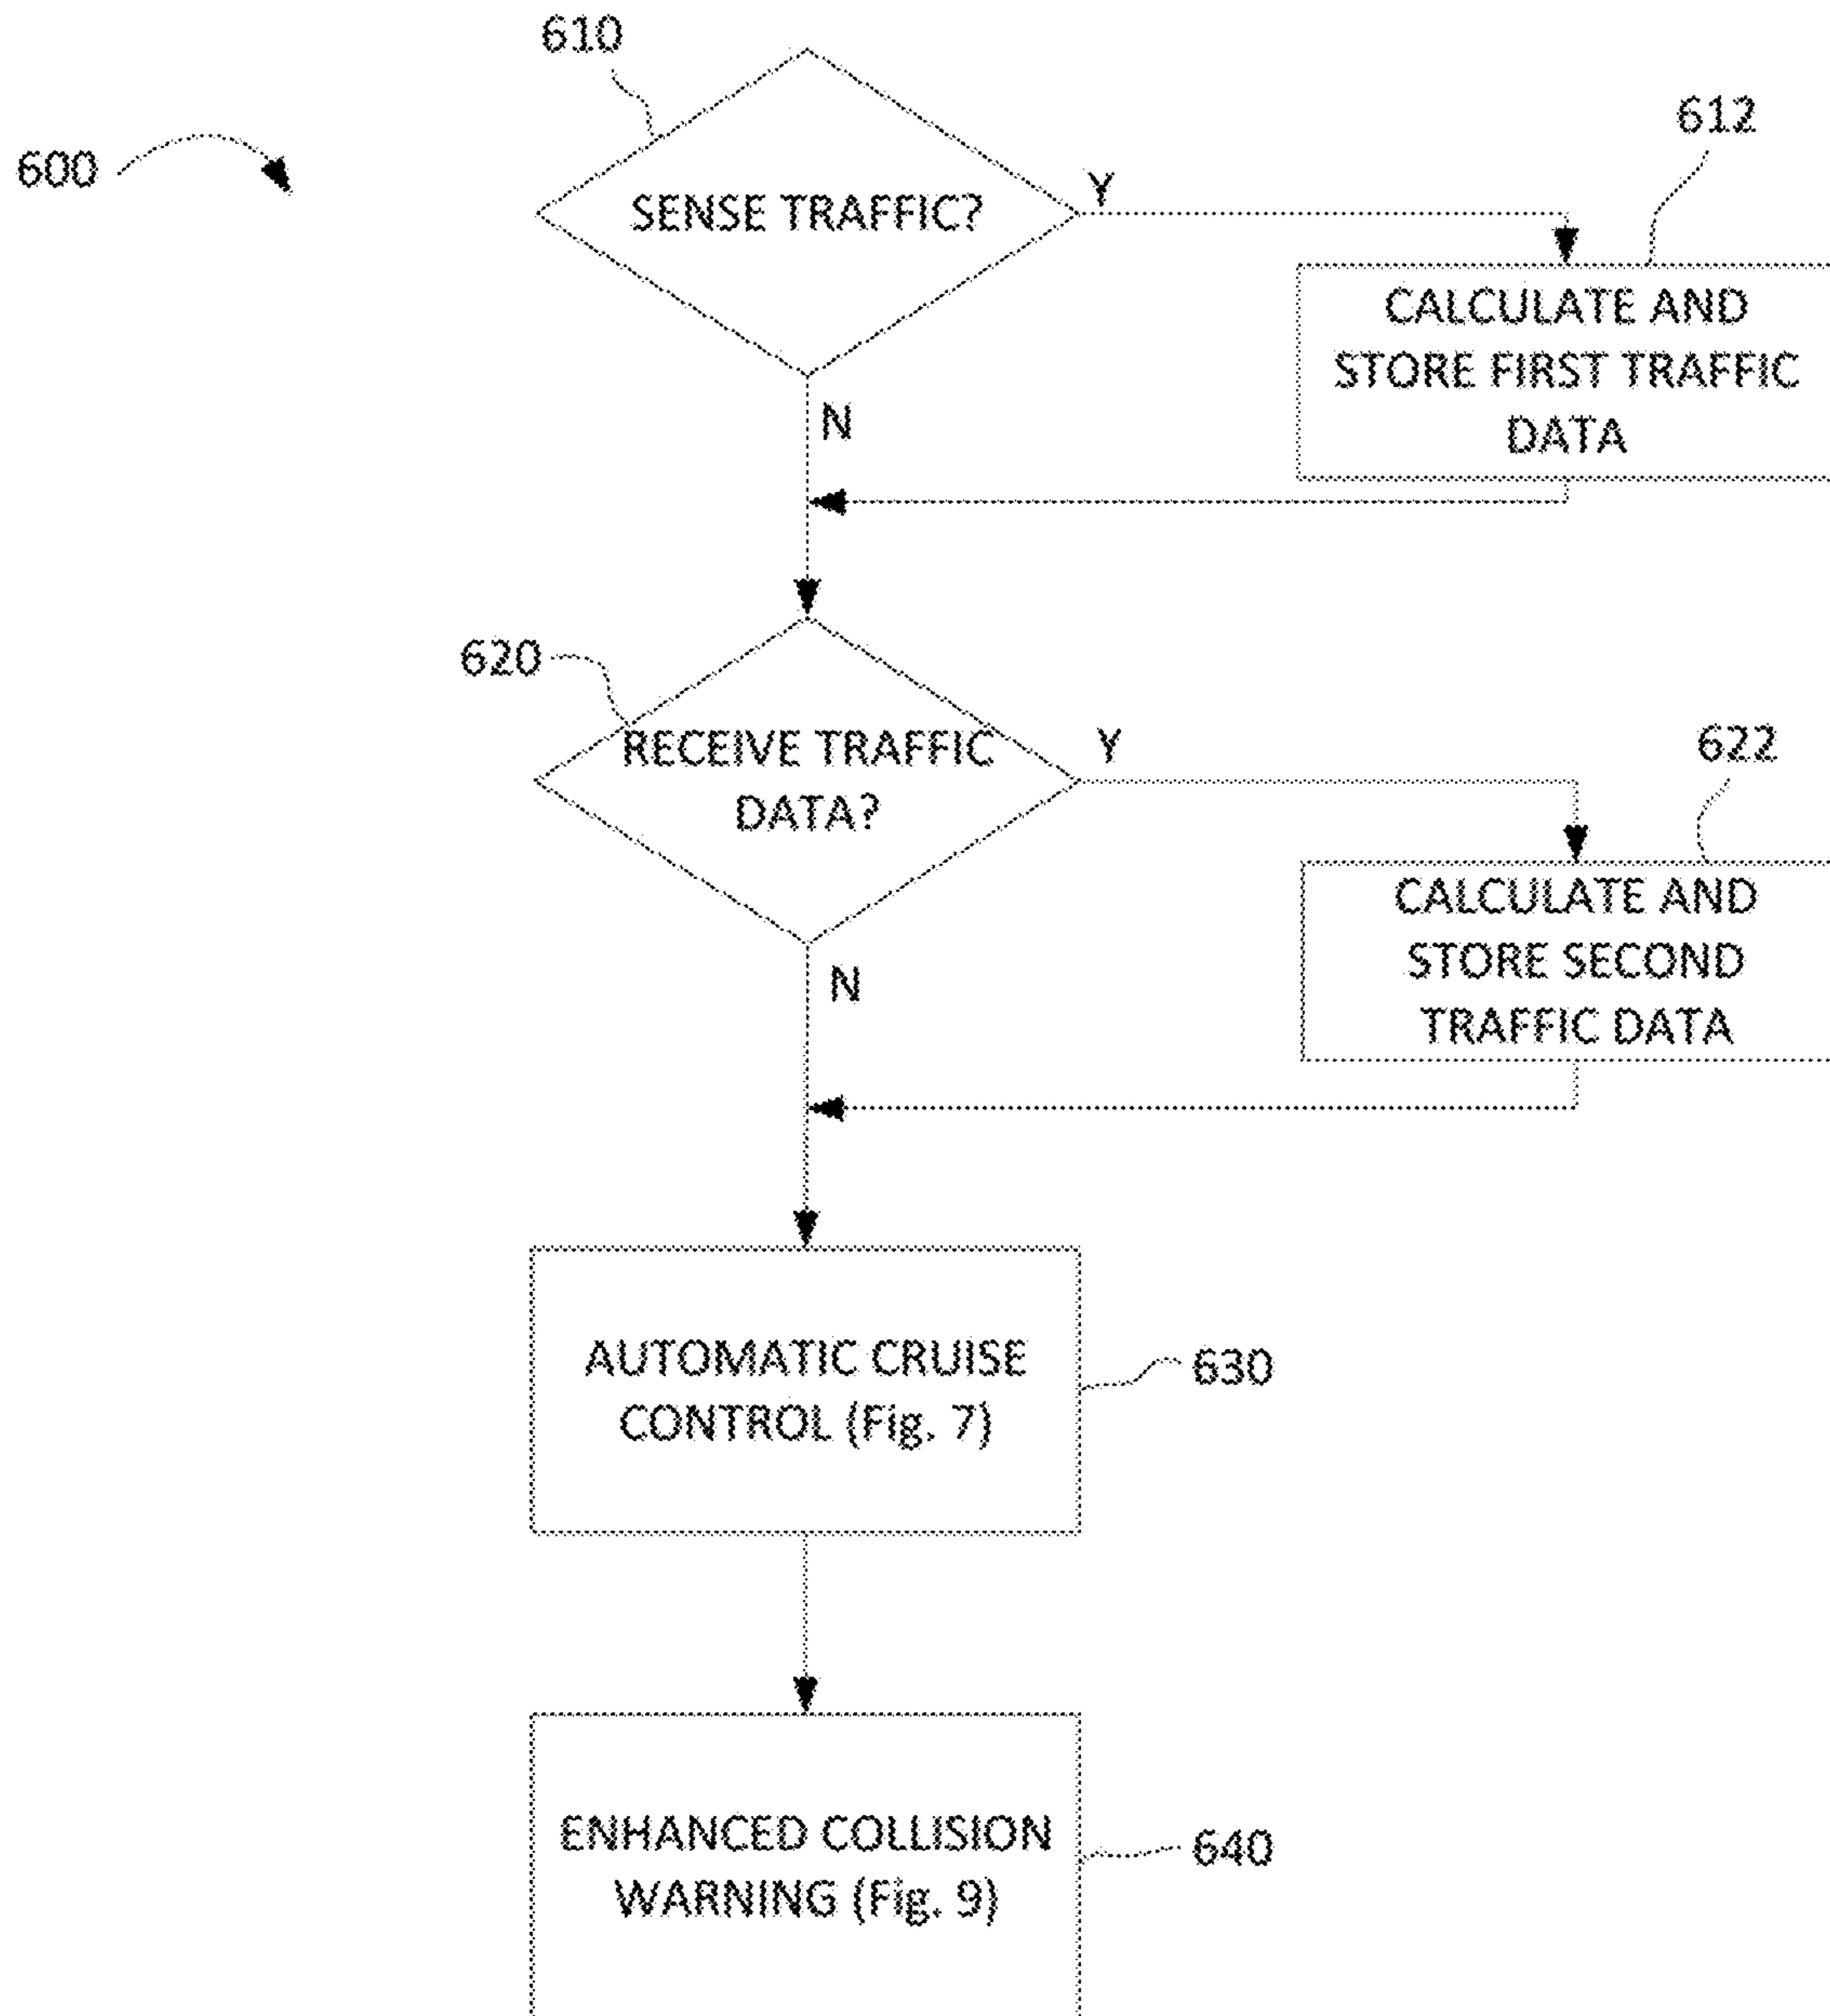 610
600
SENSE TRAFFIC?
Y
612
CALCULATE AND
STORE FIRST TRAFFIC
DATA
N
620
RECEIVE TRAFFIC
DATA?
Y
622
CALCULATE AND
STORE SECOND
TRAFFIC DATA
N
AUTOMATIC CRUISE
CONTROL (Fig. 7)
630
ENHANCED COLLISION
WARNING (Fig. 9)
640